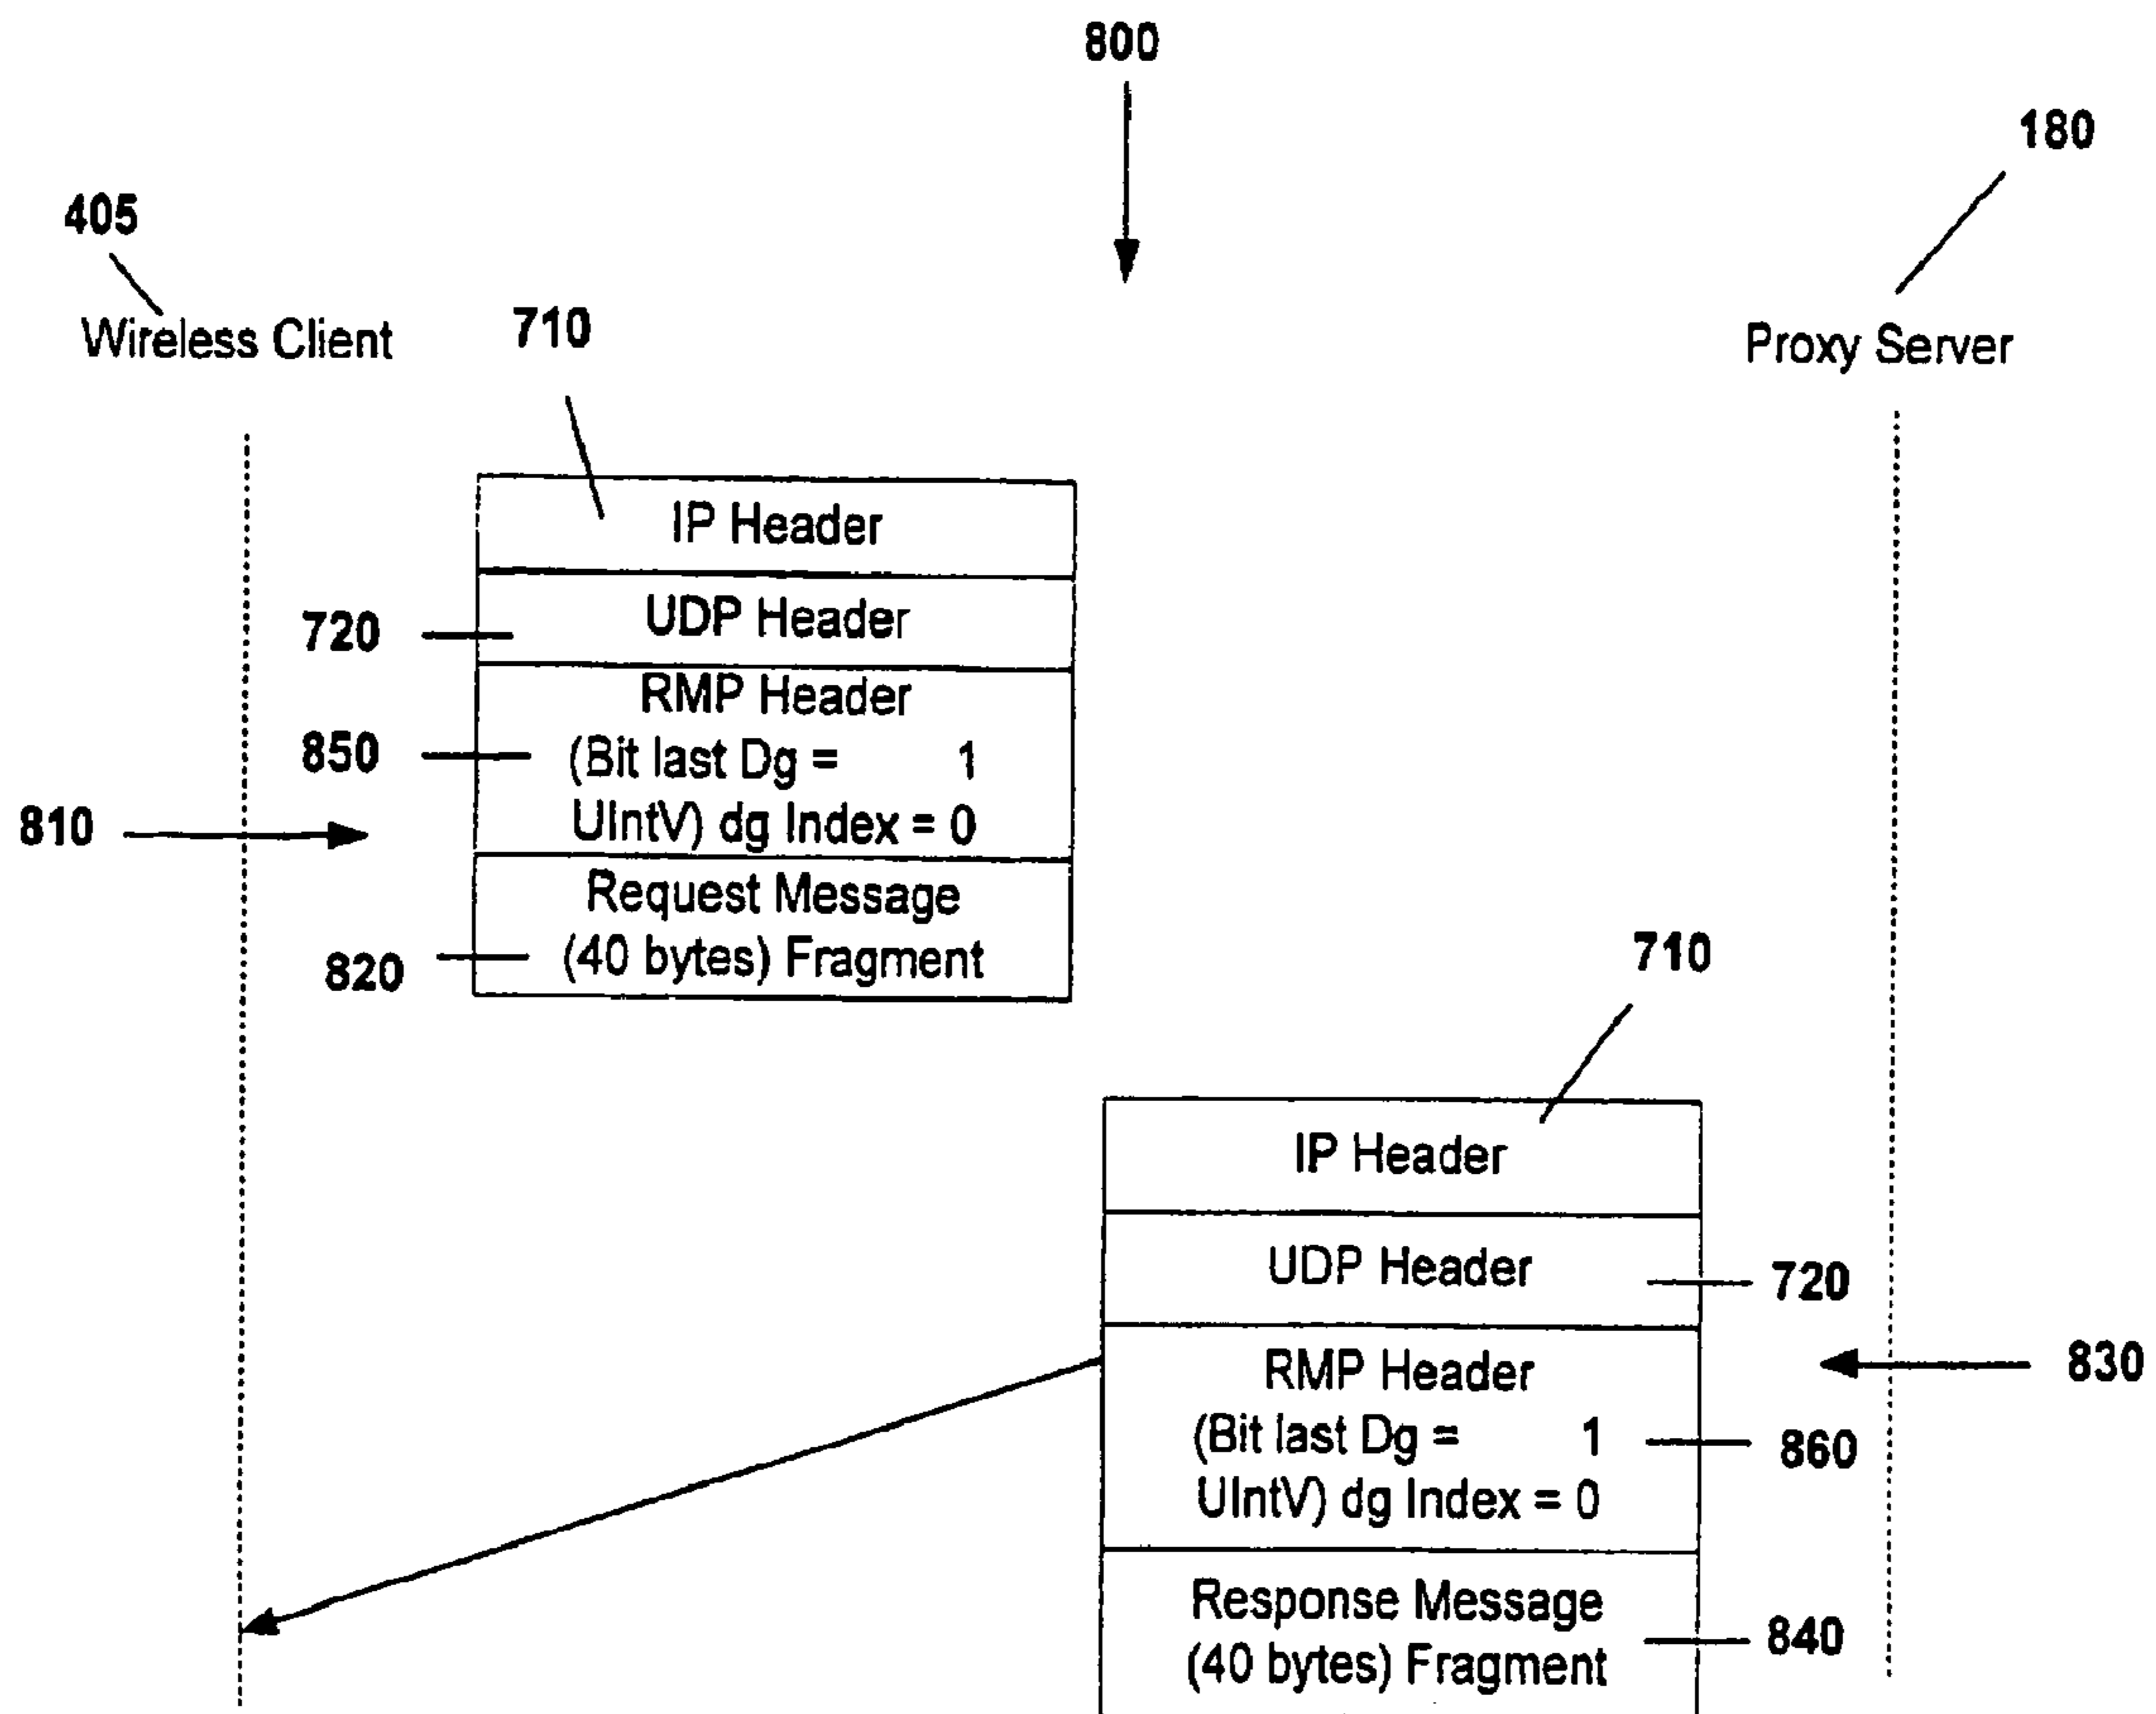 800
180
405
Wireless Client
710
Proxy Server
IP Header
720
UDP Header
RMP Header
850
(Bit last Dg = 1
810
UIntV) dg Index = 0
Request Message
820
(40 bytes) Fragment
710
IP Header
UDP Header
720
RMP Header
830
(Bit last Dg = 1
860
UIntV) dg Index = 0
Response Message
840
(40 bytes) Fragment